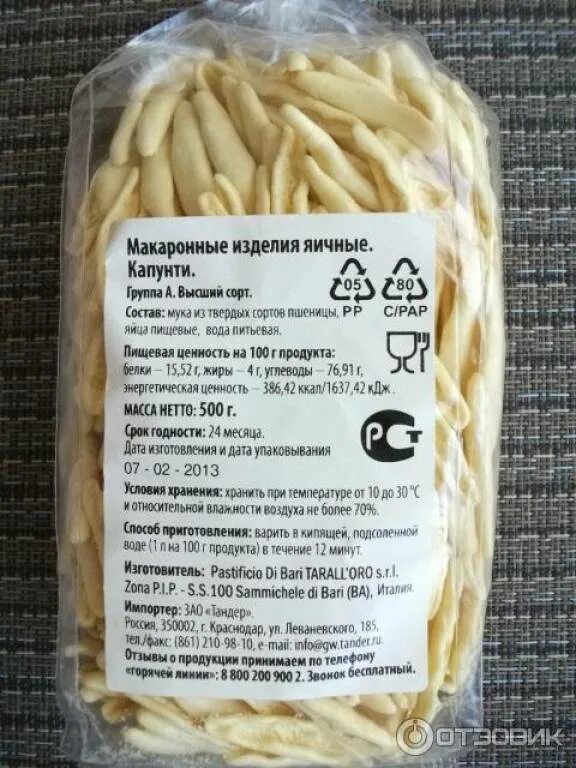 Макаронные изделия яичные.
Капунти.
Группа А. Высший сорт.
05
PP
80
C/PAP
Состав: мука из твердых сортов пшеницы,
яйца пищевые, вода питьевая.
Пищевая ценность на 100 г продукта:
белки – 15,52 г, жиры – 4 г, углеводы – 76,91 г,
энергетическая ценность – 386,42 ккал/1637,42 кДж .
МАССА НЕТТО: 500 г.
Срок годности: 24 месяца.
Дата изготовления и дата упаковывания
07 - 02 - 2013
РСТ
Условия хранения: хранить при температуре от 10 до 30 °С
и относительной влажности воздуха не более 70%.
Способ приготовления: варить в кипящей, подсоленной
воде (1 л на 100 г продукта) в течение 12 минут.
Изготовитель: Pastificio Di Bari TARALL'ORO s.r.l.
Zona P.I.P. - S.S.100 Sammichele di Bari (BA), Италия.
Импортер: ЗАО «Тандер».
Россия, 350002, г. Краснодар, ул. Леваневского, 185,
тел./факс: (861) 210-98-10, e-mail: info@gw.tander.ru.
Отзывы о продукции принимаем по телефону
«горячей линии»: 8 800 200 900 2. Звонок бесплатный.
ОТЗОВИК